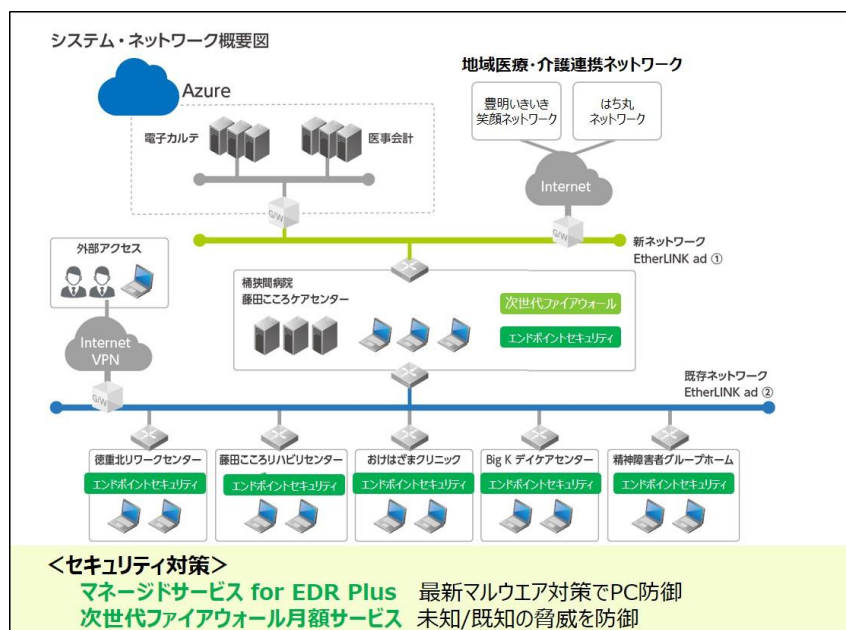 システム・ネットワーク概要図
Azure
電子カルテ
医事会計
G/W
地域医療・介護連携ネットワーク
豊明いきいき
笑顔ネットワーク
はち丸
ネットワーク
Internet
G/W
新ネットワーク
EtherLINK ad ①
外部アクセス
Internet
VPN
G/W
桶狭間病院
藤田こころケアセンター
次世代ファイアウォール
エンドポイントセキュリティ
既存ネットワーク
EtherLINK ad ②
徳重北リワークセンター
エンドポイントセキュリティ
藤田こころリハビリセンター
エンドポイントセキュリティ
おけはざまクリニック
エンドポイントセキュリティ
Big K デイケアセンター
エンドポイントセキュリティ
精神障害者グループホーム
エンドポイントセキュリティ
＜セキュリティ対策＞
マネージドサービス for EDR Plus 最新マルウエア対策でPC防御
次世代ファイアウォール月額サービス 未知/既知の脅威を防御